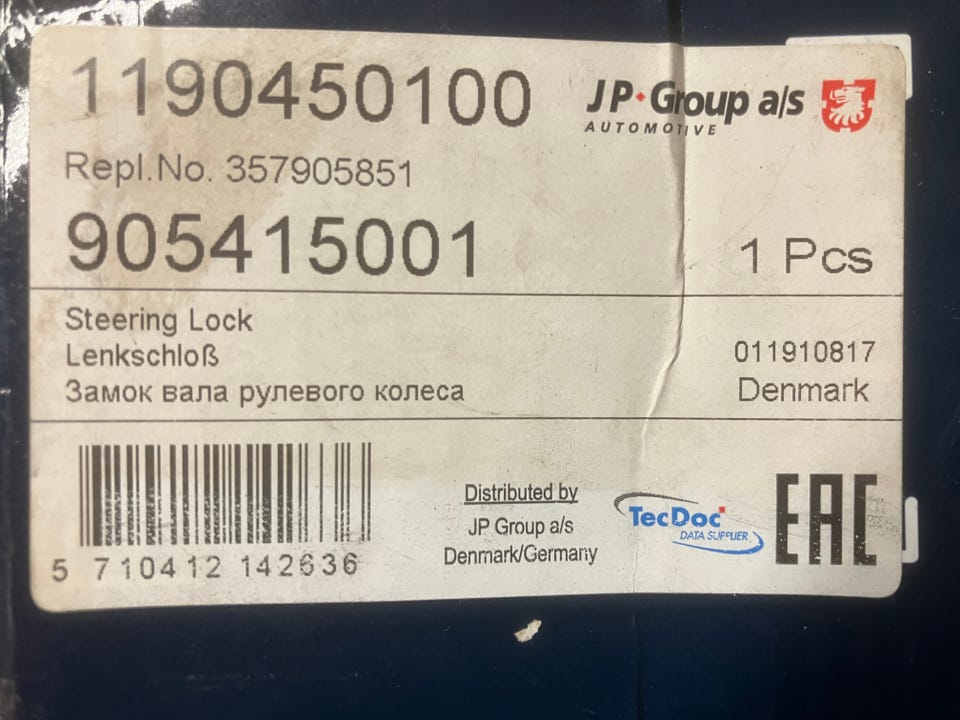 1190450100
JP Group a/s
AUTOMOTIVE
Repl.No. 357905851
905415001
1 Pcs
Steering Lock
Lenkschloß
Замок вала рулевого колеса
011910817
Denmark
5 710412 142636
Distributed by
JP Group a/s
Denmark/Germany
TecDoc
DATA SUPPLIER
EAC